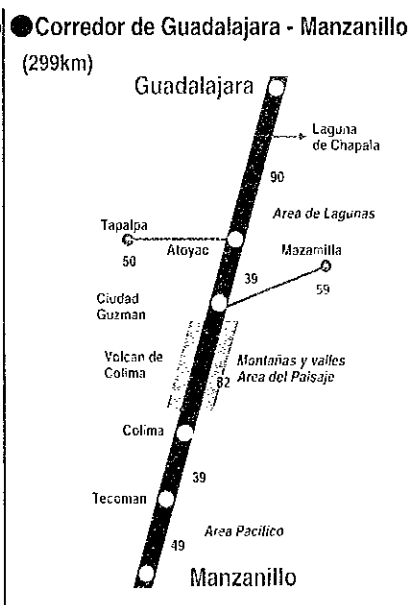 ●Corredor de Guadalajara - Manzanillo
(299km)
Guadalajara
Laguna
de Chapala
90
Area de Lagunas
Tapalpa
50
Atoyac
Mazamilla
59
39
Ciudad
Guzman
Volcan de
Colima
Montañas y valles
Area del Paisaje
82
Colima
39
Tecoman
Area Pacifico
49
Manzanillo